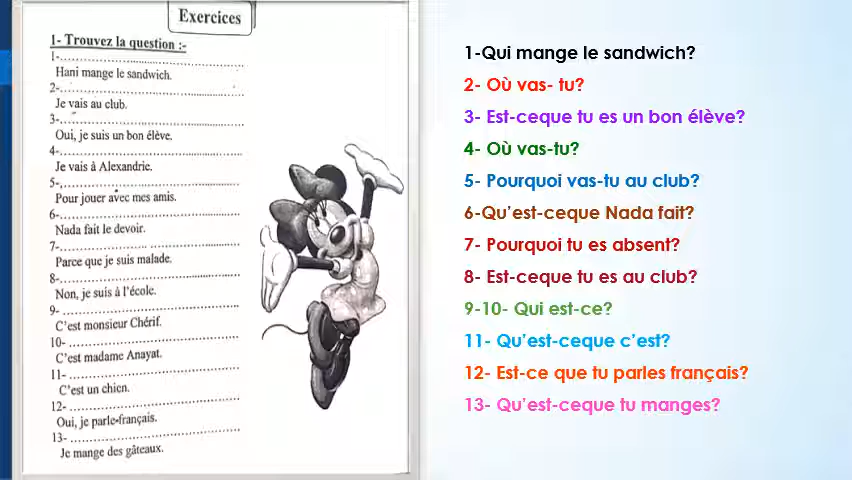 Exercices
1- Trouvez la question :-
1-..............................
Hani mange le sandwich.
2-..............................
Je vais au club.
3-..............................
Oui, je suis un bon élève.
4-..............................
Je vais à Alexandrie.
5-..............................
Pour jouer avec mes amis.
6-..............................
Nada fait le devoir.
7-..............................
Parce que je suis malade.
8-..............................
Non, je suis à l'école.
9- ..............................
C'est monsieur Chérif.
10- ..............................
C'est madame Anayat.
11- ..............................
C'est un chien.
12- ..............................
Oui, je parle-français.
13- ..............................
Je mange des gâteaux.
1-Qui mange le sandwich?
2- Où vas- tu?
3- Est-ceque tu es un bon élève?
4- Où vas-tu?
5- Pourquoi vas-tu au club?
6-Qu'est-ceque Nada fait?
7- Pourquoi tu es absent?
8- Est-ceque tu es au club?
9-10- Qui est-ce?
11- Qu'est-ceque c'est?
12- Est-ce que tu parles français?
13- Qu'est-ceque tu manges?